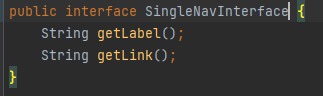 public interface SingleNavInterface {
    String getLabel();
    String getLink();
}